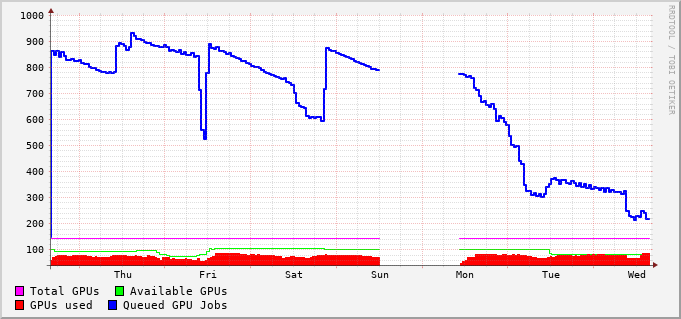 RRDTOOL / TOBI OETIKER
1000
900
800
700
600
500
400
300
200
100
Thu Fri Sat Sun Mon Tue Wed
Total GPUs Available GPUs
GPUs used Queued GPU Jobs